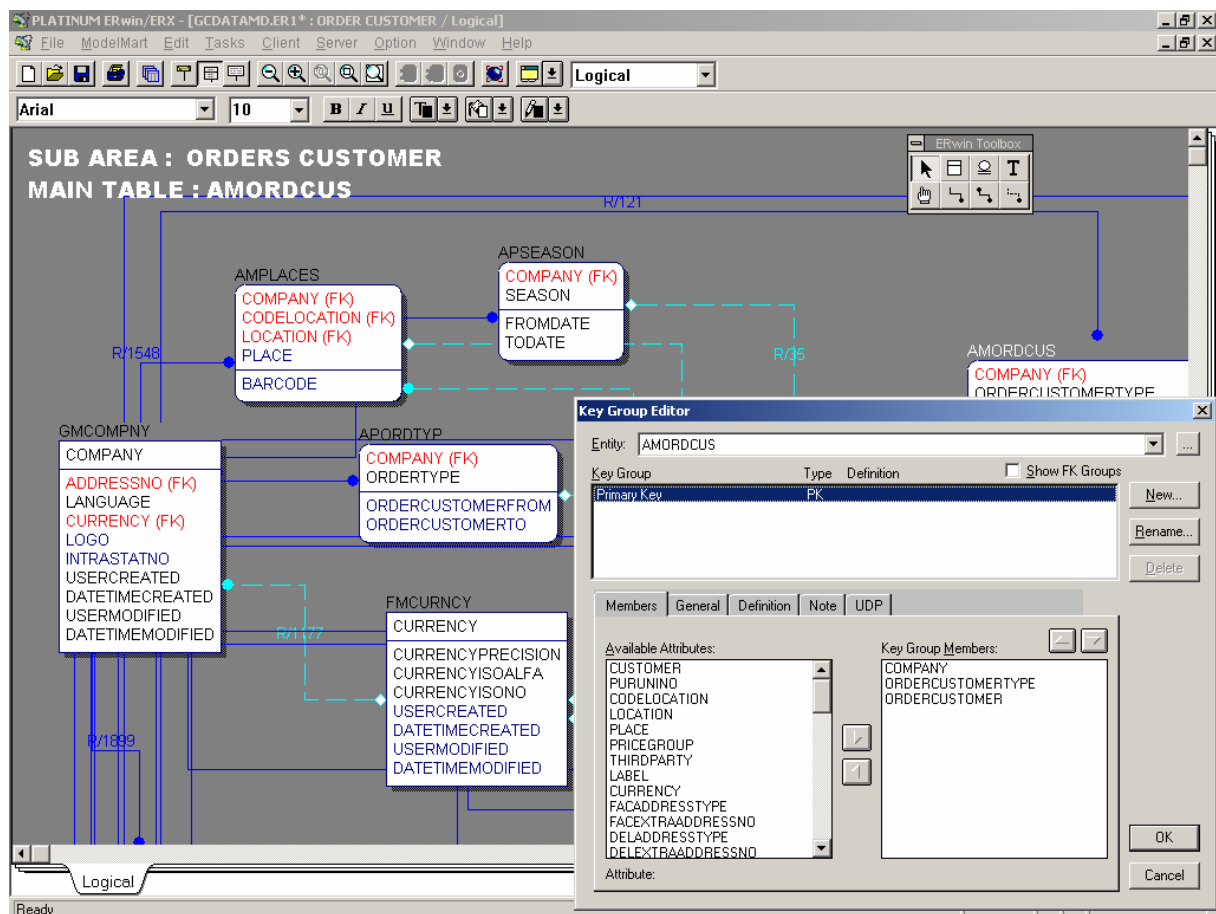 PLATINUM ERwin/ERX - [GCDATAMD.ER1* : ORDER CUSTOMER / Logical]
File ModelMart Edit Tasks Client Server Option Window Help
Logical
Arial 10 B I U
SUB AREA : ORDERS CUSTOMER
MAIN TABLE : AMORDCUS
ERwin Toolbox
T
R/121
APSEASON
COMPANY (FK)
SEASON
FROMDATE
TODATE
AMPLACES
COMPANY (FK)
CODELOCATION (FK)
LOCATION (FK)
PLACE
BARCODE
R/1548
R/35
AMORDCUS
COMPANY (FK)
ORDERCUSTOMERTYPE
GMCOMPNY
COMPANY
ADDRESSNO (FK)
LANGUAGE
CURRENCY (FK)
LOGO
INTRASTATNO
USERCREATED
DATETIMECREATED
USERMODIFIED
DATETIMEMODIFIED
APORDTYP
COMPANY (FK)
ORDERTYPE
ORDERCUSTOMERFROM
ORDERCUSTOMERTO
R/1177
FMCURNCY
CURRENCY
CURRENCYPRECISION
CURRENCYISOALFA
CURRENCYISONO
USERCREATED
DATETIMECREATED
USERMODIFIED
DATETIMEMODIFIED
R/1899
Key Group Editor
Entity: AMORDCUS
...
Key Group Type Definition Show FK Groups
Primary Key PK
New...
Rename...
Delete
Members General Definition Note UDP
Available Attributes:
CUSTOMER
PURUNINO
CODELOCATION
LOCATION
PLACE
PRICEGROUP
THIRDPARTY
LABEL
CURRENCY
FACADDRESSTYPE
FACEXTRAADDRESSNO
DELADDRESSTYPE
DELEXTRAADDRESSNO
Key Group Members:
COMPANY
ORDERCUSTOMERTYPE
ORDERCUSTOMER
Attribute:
OK
Cancel
Logical
Ready